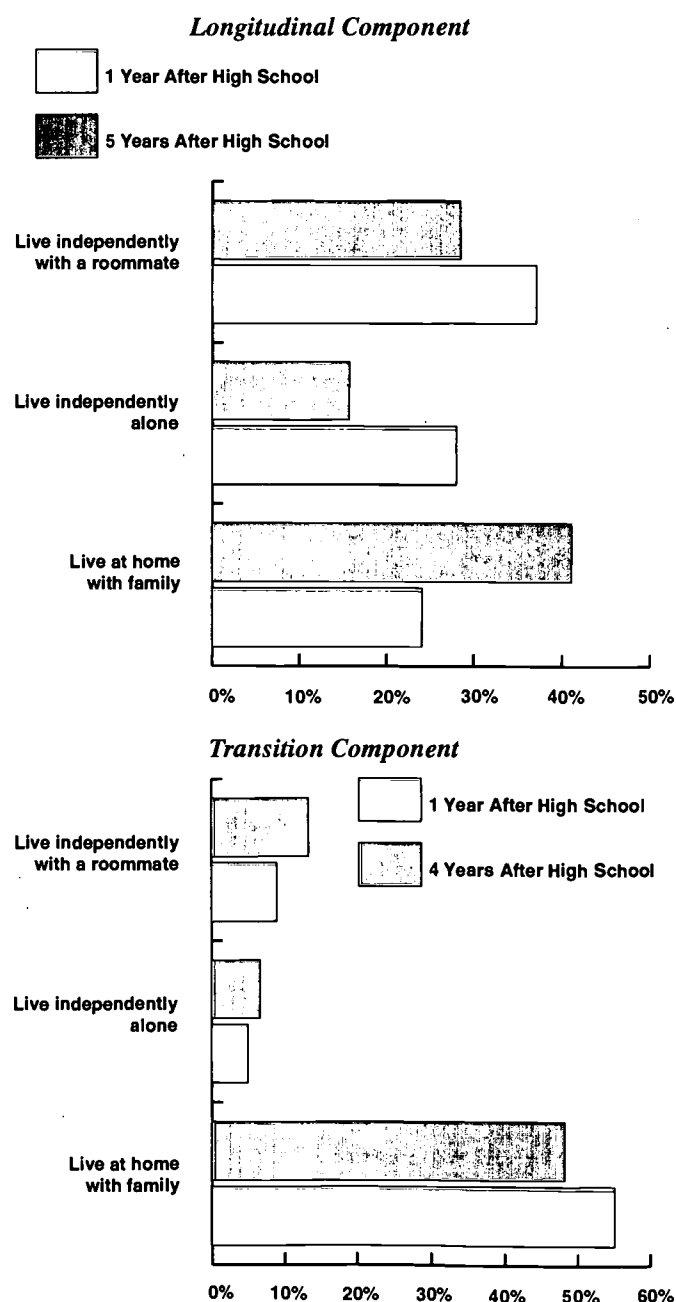 Longitudinal Component
1 Year After High School
5 Years After High School
Live independently
with a roommate
Live independently
alone
Live at home
with family
0% 10% 20% 30% 40% 50%
Transition Component
1 Year After High School
4 Years After High School
Live independently
with a roommate
Live independently
alone
Live at home
with family
0% 10% 20% 30% 40% 50% 60%